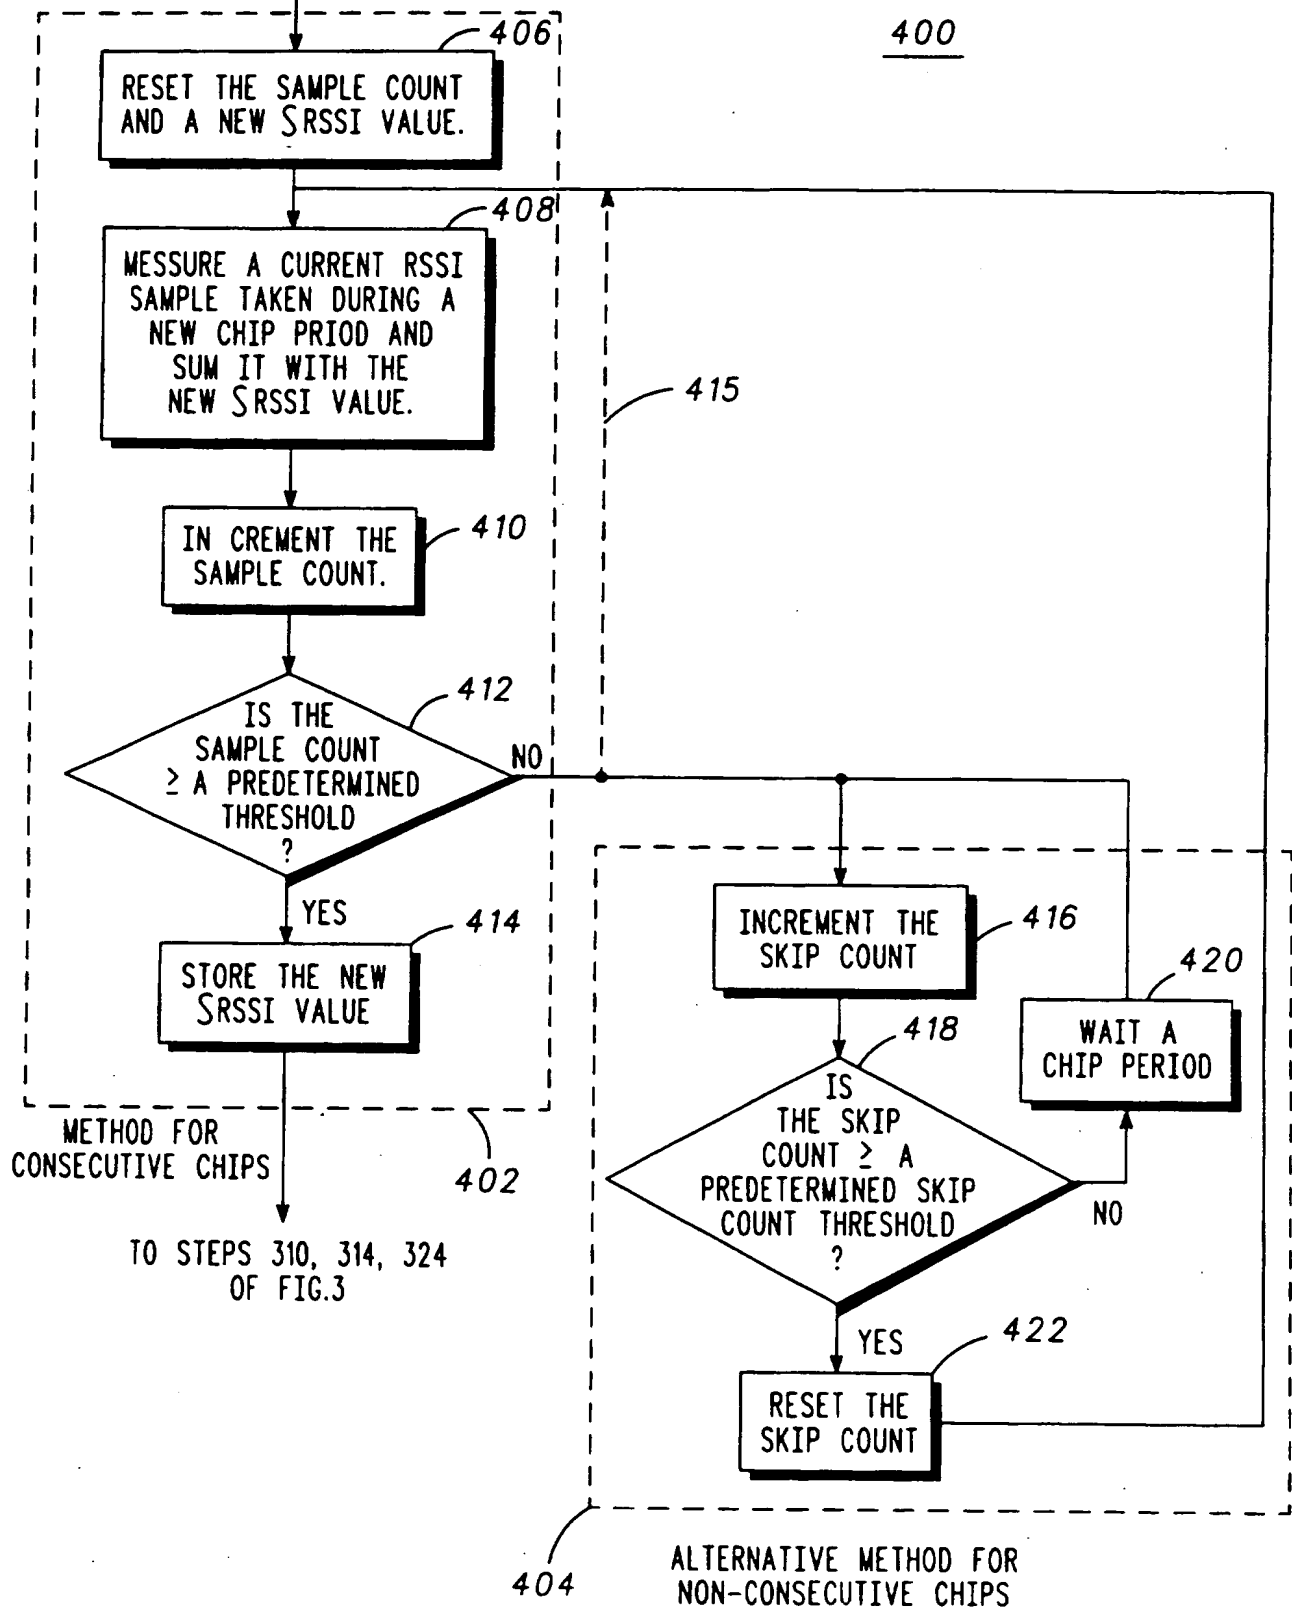 400
406
RESET THE SAMPLE COUNT
AND A NEW SRSSI VALUE.
408
MESSURE A CURRENT RSSI
SAMPLE TAKEN DURING A
NEW CHIP PRIOD AND
SUM IT WITH THE
NEW SRSSI VALUE.
415
410
IN CREMENT THE
SAMPLE COUNT.
412
IS THE
SAMPLE COUNT
≥ A PREDETERMINED
THRESHOLD
?
NO
YES
414
STORE THE NEW
SRSSI VALUE
METHOD FOR
CONSECUTIVE CHIPS
402
TO STEPS 310, 314, 324
OF FIG.3
416
INCREMENT THE
SKIP COUNT
420
WAIT A
CHIP PERIOD
418
IS
THE SKIP
COUNT ≥ A
PREDETERMINED SKIP
COUNT THRESHOLD
?
NO
YES
422
RESET THE
SKIP COUNT
404
ALTERNATIVE METHOD FOR
NON-CONSECUTIVE CHIPS